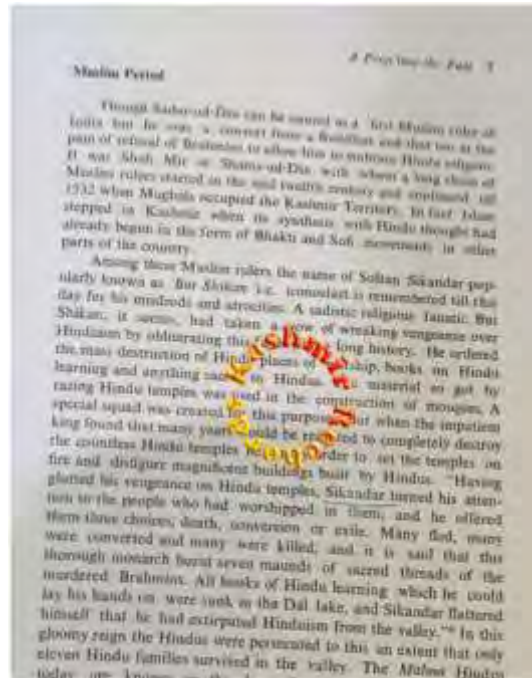 A Peep into the Past 5
Muslim Period
Though Sadar-ud-Din can be named as a first Muslim ruler of
India but he was a convert from a Buddhist and that too at the
pain of refusal of Brahmins to allow him to embrace Hindu religion.
It was Shah Mir or Shams-ud-Din with whom a long chain of
Muslim rulers started in the mid twelfth century and continued till
1532 when Mughols occupied the Kashmir Territory. In fact Islam
stepped in Kashmir when its synthesis with Hindu thought had
already begun in the form of Bhakti and Sofi movements in other
parts of the country.
Among these Muslim rulers the name of Sultan Sikandar pop-
ularly known as But Shikan i.e. iconoclast is remembered till this
day for his misdeeds and atrocities. A sadistic religious fanatic. But
Shikan, it seems, had taken a vow of wreaking vengeance over
Hinduism by obliterating this long history. He ordered
the mass destruction of Hindu places of worship, books on Hindu
learning and anything sacred to Hindus. material so got by
razing Hindu temples was used in the construction of mosques. A
special squad was created for this purpose. But when the impatient
king found that many years would be required to completely destroy
the countless Hindu temples he order to set the temples on
fire and disfigure magnificent buildings built by Hindus. "Having
glutted his vengeance on Hindu temples, Sikandar turned his atten-
tion to the people who had worshipped in them, and he offered
them three choices, death, conversion or exile. Many fled, many
were converted and many were killed, and it is said that this
thorough monarch burnt seven maunds of sacred threads of the
murdered Brahmins. All books of Hindu learning which he could
lay his hands on were sunk in the Dal lake, and Sikandar flattered
himself that he had extirpated Hinduism from the valley." In this
gloomy reign the Hindus were persecuted to this an extent that only
eleven Hindu families survived in the valley. The Malmas Hindus
today are known as the
Kashmir